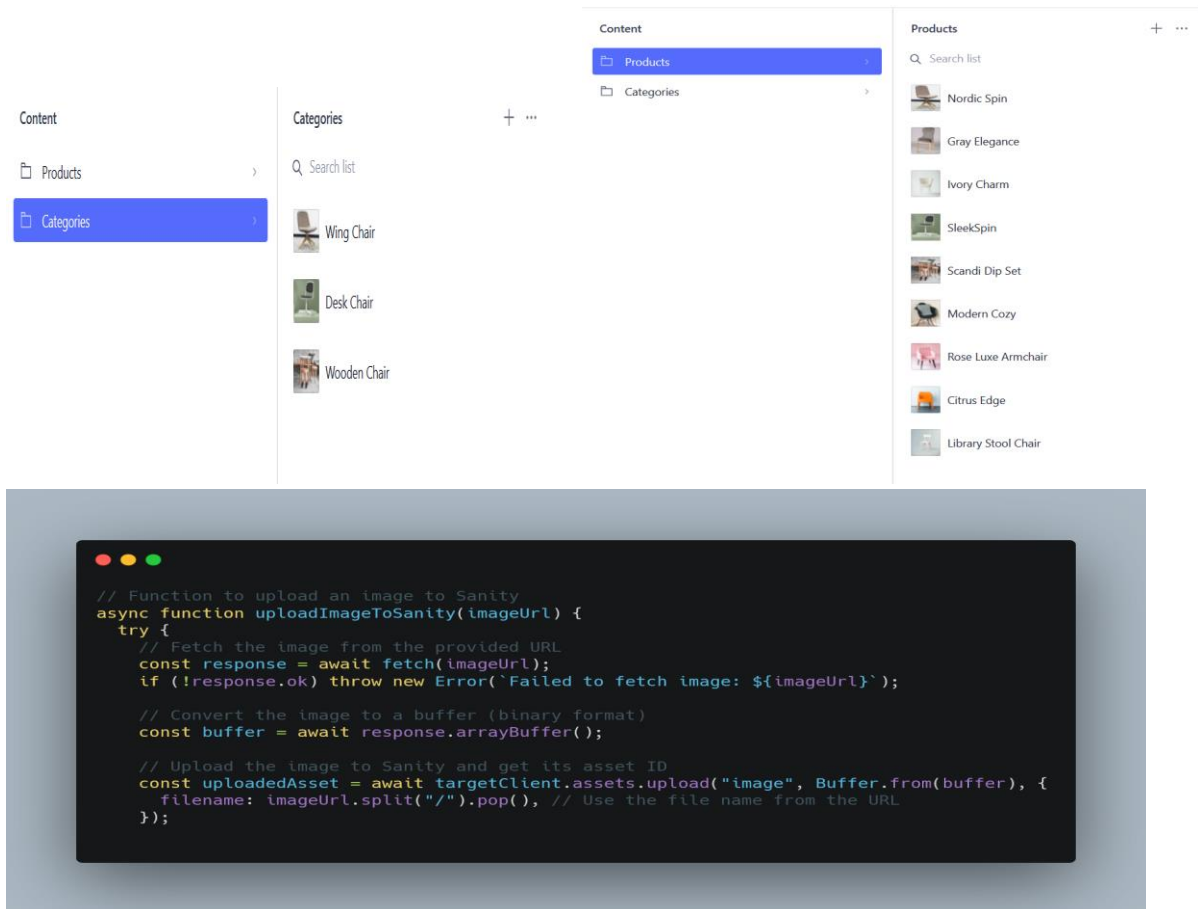 Content
Products
Categories
Categories
Search list
Wing Chair
Desk Chair
Wooden Chair
Content
Products
Categories
Products
Search list
Nordic Spin
Gray Elegance
Ivory Charm
SleekSpin
Scandi Dip Set
Modern Cozy
Rose Luxe Armchair
Citrus Edge
Library Stool Chair
// Function to upload an image to Sanity
async function uploadImageToSanity(imageUrl) {
try {
// Fetch the image from the provided URL
const response = await fetch(imageUrl);
if (!response.ok) throw new Error(`Failed to fetch image: ${imageUrl}`);
// Convert the image to a buffer (binary format)
const buffer = await response.arrayBuffer();
// Upload the image to Sanity and get its asset ID
const uploadedAsset = await targetClient.assets.upload("image", Buffer.from(buffer), {
filename: imageUrl.split("/").pop(), // Use the file name from the URL
});